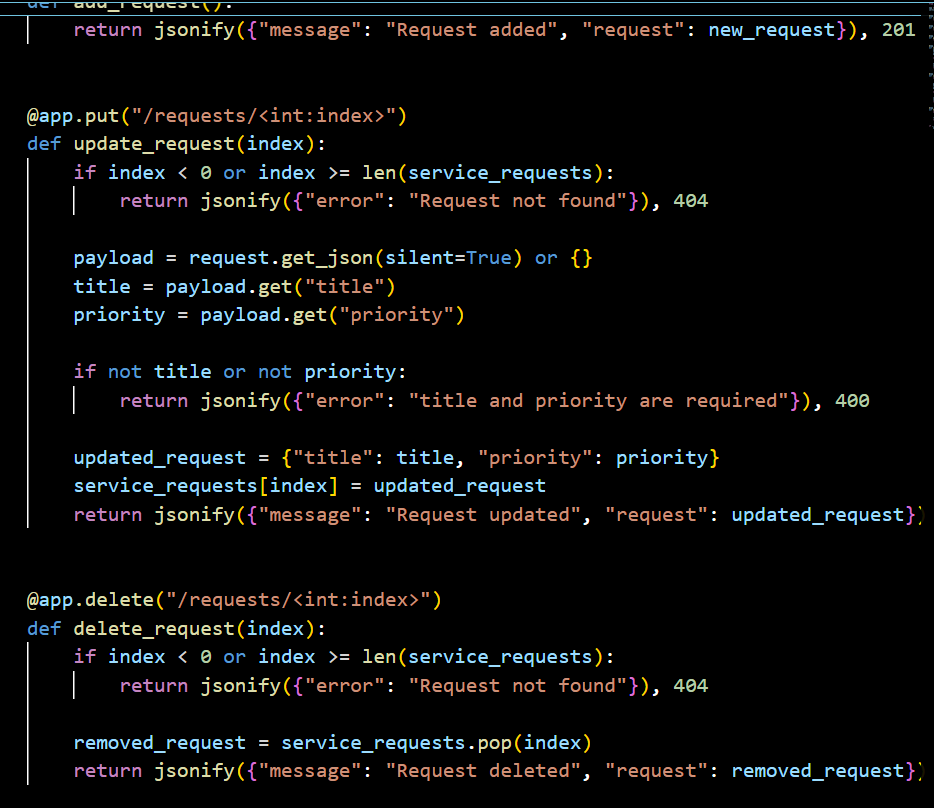 def add_request():
    return jsonify({"message": "Request added", "request": new_request}), 201


@app.put("/requests/<int:index>")
def update_request(index):
    if index < 0 or index >= len(service_requests):
        return jsonify({"error": "Request not found"}), 404

    payload = request.get_json(silent=True) or {}
    title = payload.get("title")
    priority = payload.get("priority")

    if not title or not priority:
        return jsonify({"error": "title and priority are required"}), 400

    updated_request = {"title": title, "priority": priority}
    service_requests[index] = updated_request
    return jsonify({"message": "Request updated", "request": updated_request})


@app.delete("/requests/<int:index>")
def delete_request(index):
    if index < 0 or index >= len(service_requests):
        return jsonify({"error": "Request not found"}), 404

    removed_request = service_requests.pop(index)
    return jsonify({"message": "Request deleted", "request": removed_request})